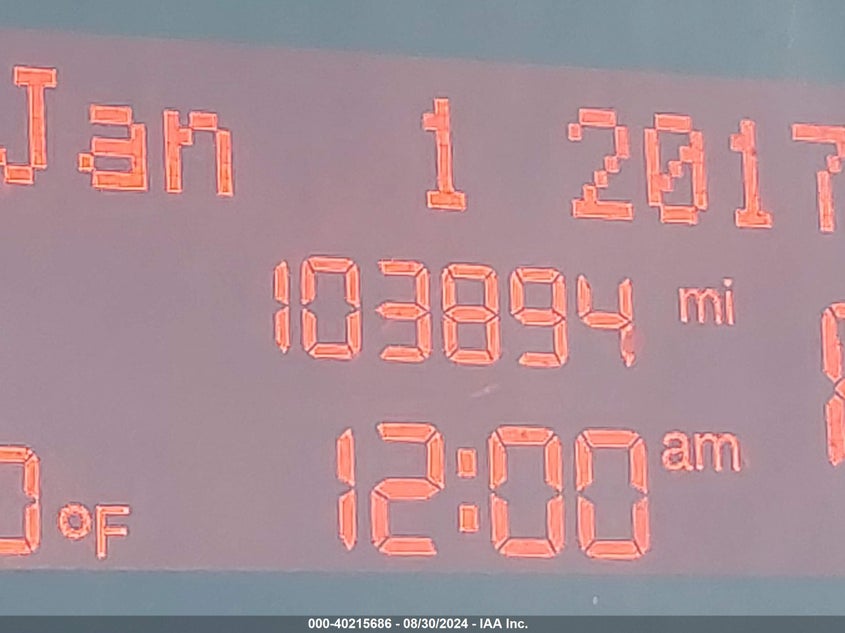 Jan 1 2017
103894 mi
12:00 am
°F
000-40215686 - 08/30/2024 - IAA Inc.